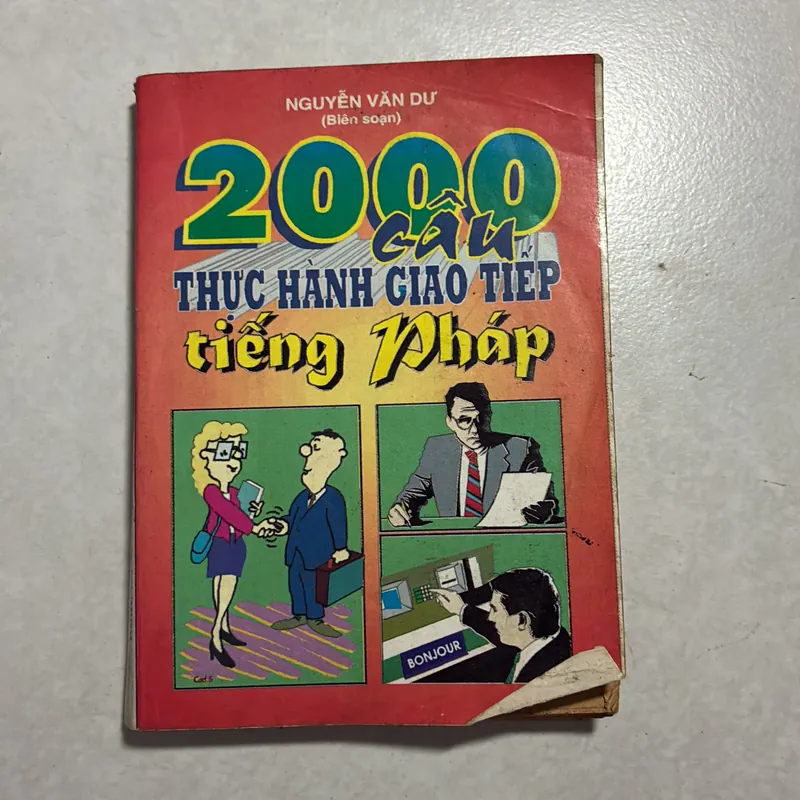 NGUYỄN VĂN DƯ
(Biên soạn)
2000
câu
THỰC HÀNH GIAO TIẾP
tiếng Pháp
BONJOUR